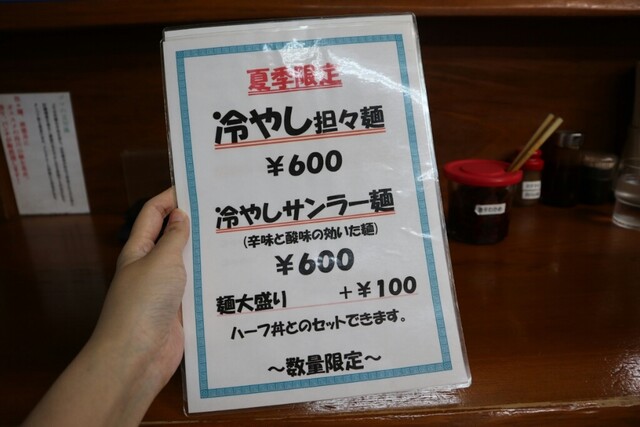 夏季限定
冷やし担々麺
￥600
冷やしサンラー麺
(辛味と酸味の効いた麺)
￥600
麺大盛り ＋￥100
ハーフ丼とのセットできます。
～数量限定～